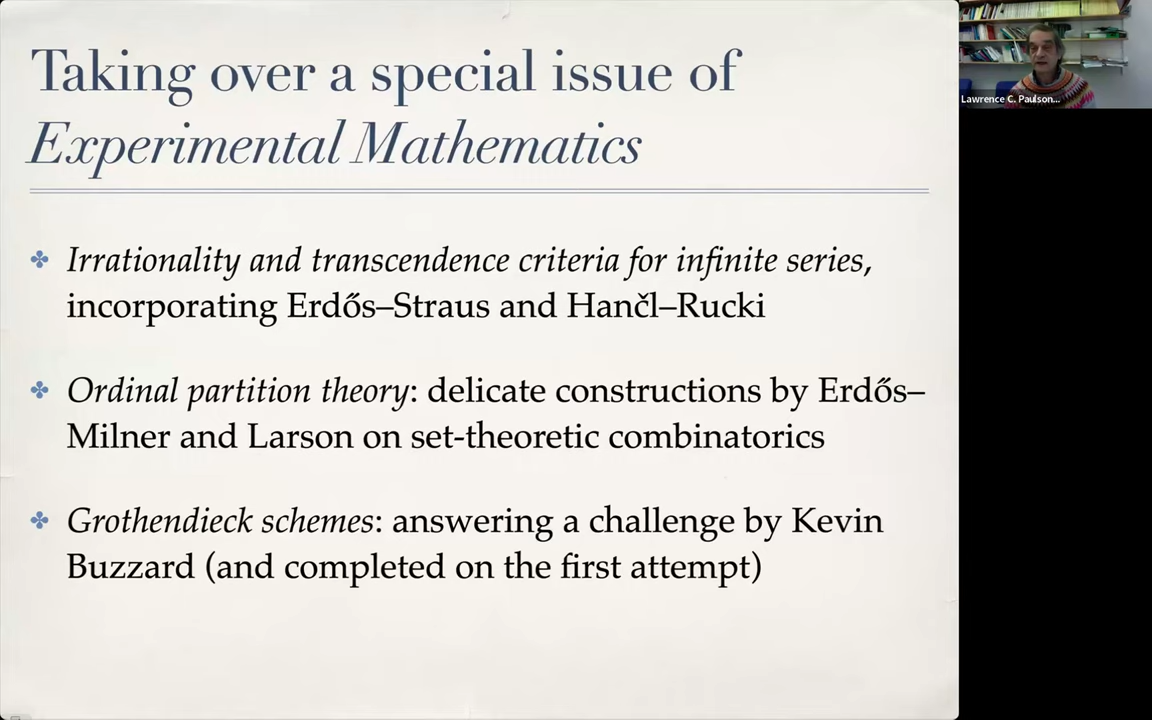 Taking over a special issue of
Experimental Mathematics
Irrationality and transcendence criteria for infinite series,
incorporating Erdős–Straus and Hančl–Rucki
Ordinal partition theory: delicate constructions by Erdős–
Milner and Larson on set-theoretic combinatorics
Grothendieck schemes: answering a challenge by Kevin
Buzzard (and completed on the first attempt)
Lawrence C. Paulson...